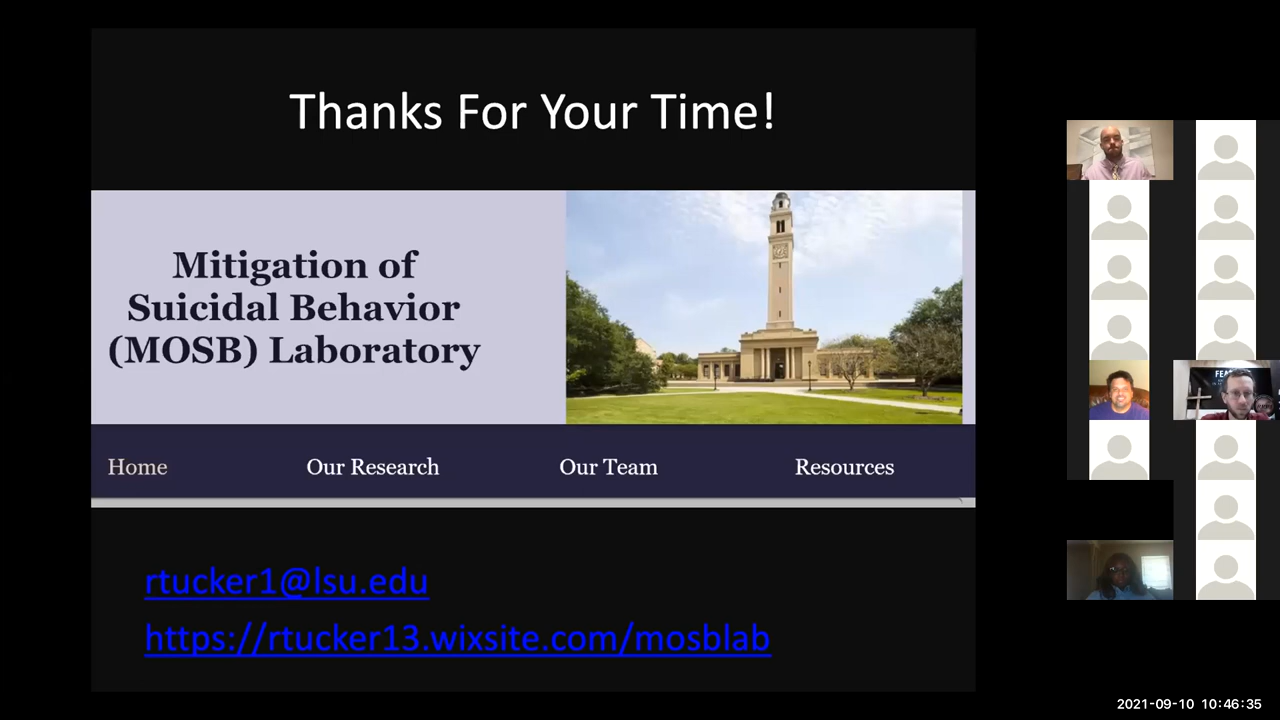 Thanks For Your Time!
Mitigation of
Suicidal Behavior
(MOSB) Laboratory
Home
Our Research
Our Team
Resources
rtucker1@lsu.edu
https://rtucker13.wixsite.com/mosblab
2021-09-10 10:46:35